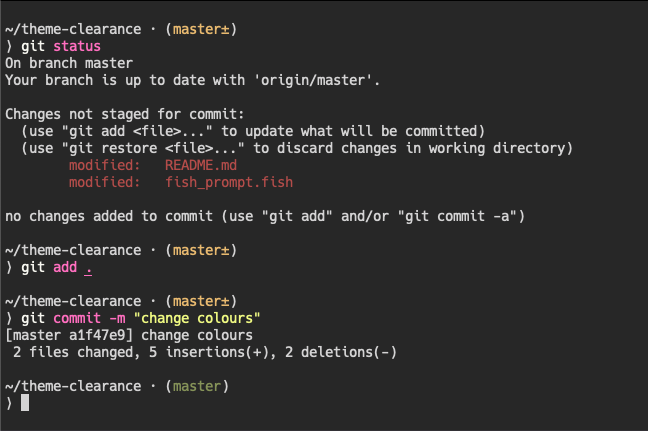 ~/theme-clearance · (master±)
⟩ git status
On branch master
Your branch is up to date with 'origin/master'.
Changes not staged for commit:
(use "git add <file>..." to update what will be committed)
(use "git restore <file>..." to discard changes in working directory)
modified: README.md
modified: fish_prompt.fish
no changes added to commit (use "git add" and/or "git commit -a")
~/theme-clearance · (master±)
⟩ git add .
~/theme-clearance · (master±)
⟩ git commit -m "change colours"
[master a1f47e9] change colours
2 files changed, 5 insertions(+), 2 deletions(-)
~/theme-clearance · (master)
⟩